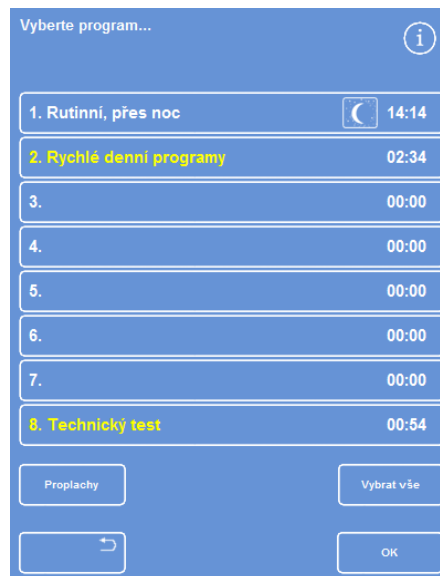 Vyberte program...
i
1. Rutinní, přes noc 14:14
2. Rychlé denní programy 02:34
3. 00:00
4. 00:00
5. 00:00
6. 00:00
7. 00:00
8. Technický test 00:54
Proplachy Vybrat vše
OK